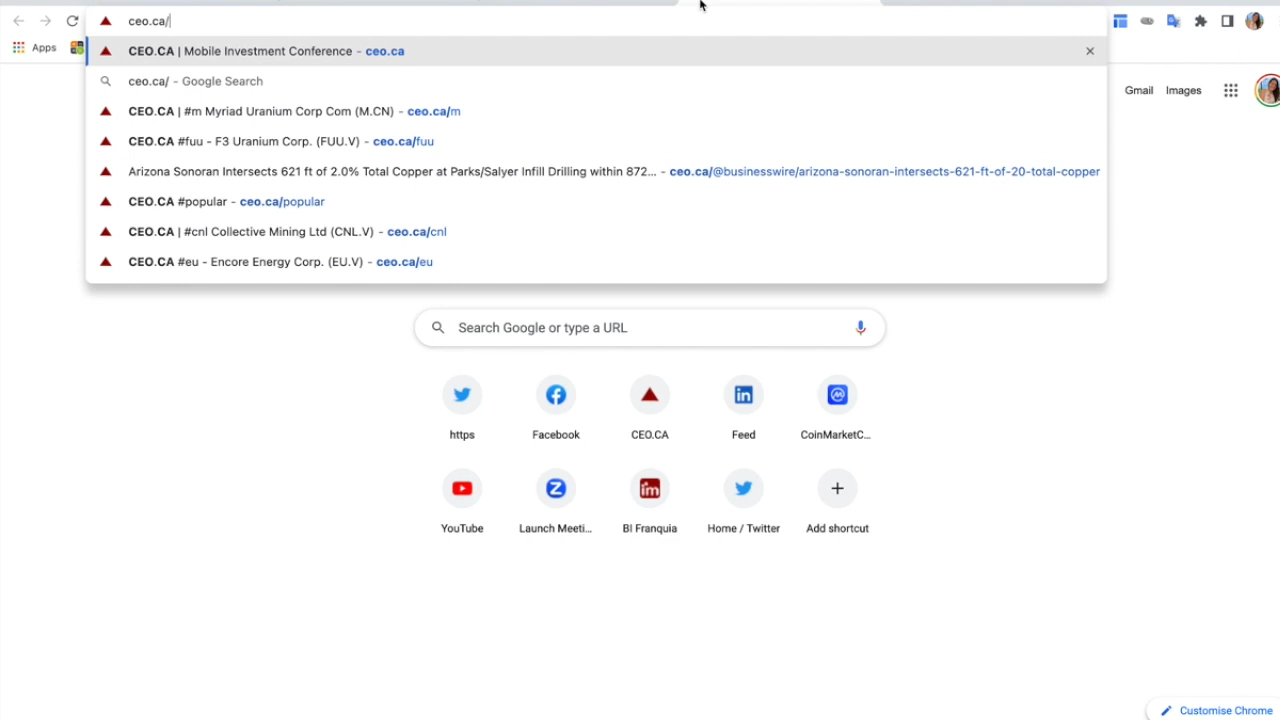 ceo.ca/
Apps
CEO.CA | Mobile Investment Conference - ceo.ca
ceo.ca/ - Google Search
CEO.CA | #m Myriad Uranium Corp Com (M.CN) - ceo.ca/m
CEO.CA #fuu - F3 Uranium Corp. (FUU.V) - ceo.ca/fuu
Arizona Sonoran Intersects 621 ft of 2.0% Total Copper at Parks/Salyer Infill Drilling within 872... - ceo.ca/@businesswire/arizona-sonoran-intersects-621-ft-of-20-total-copper
CEO.CA #popular - ceo.ca/popular
CEO.CA | #cnl Collective Mining Ltd (CNL.V) - ceo.ca/cnl
CEO.CA #eu - Encore Energy Corp. (EU.V) - ceo.ca/eu
Gmail Images
Search Google or type a URL
https Facebook CEO.CA Feed CoinMarketC...
YouTube Launch Meeti... BI Franquia Home / Twitter Add shortcut
Customise Chrome